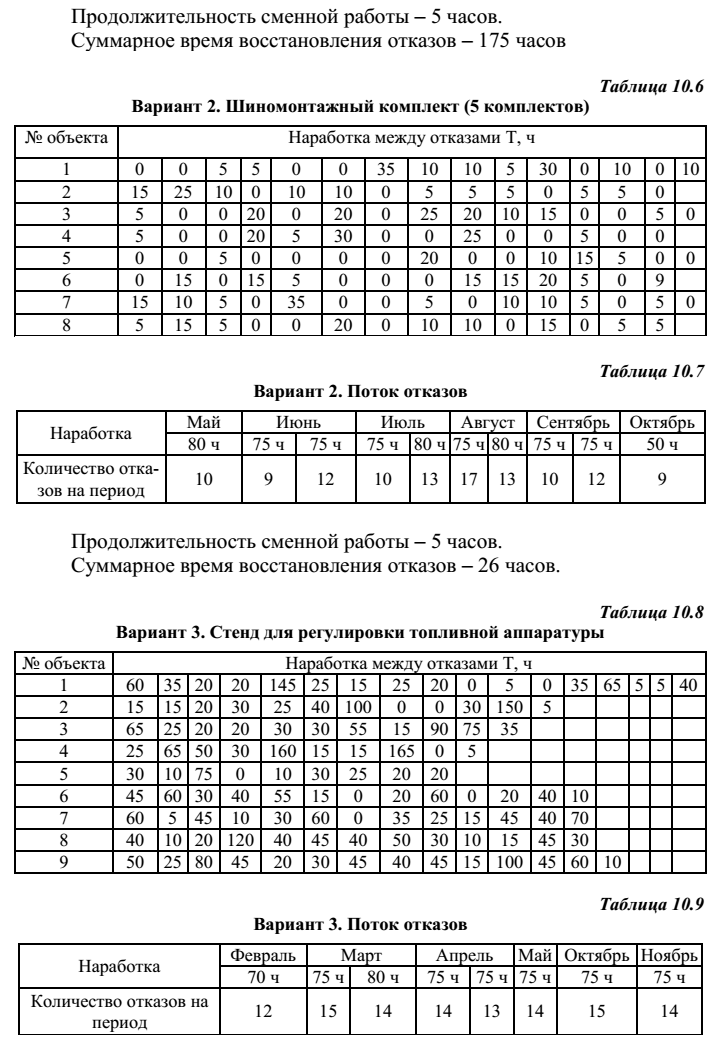 Продолжительность сменной работы – 5 часов.
Суммарное время восстановления отказов – 175 часов
Таблица 10.6
Вариант 2. Шиномонтажный комплект (5 комплектов)
№ объекта Наработка между отказами Т, ч
1 0 0 5 5 0 0 35 10 10 5 30 0 10 0 10
2 15 25 10 0 10 10 0 5 5 5 0 5 5 0
3 5 0 0 20 0 20 0 25 20 10 15 0 0 5 0
4 5 0 0 20 5 30 0 0 25 0 0 5 0 0
5 0 0 5 0 0 0 0 20 0 0 10 15 5 0 0
6 0 15 0 15 5 0 0 0 15 15 20 5 0 9
7 15 10 5 0 35 0 0 5 0 10 10 5 0 5 0
8 5 15 5 0 0 20 0 10 10 0 15 0 5 5
Таблица 10.7
Вариант 2. Поток отказов
Наработка Май Июнь Июль Август Сентябрь Октябрь
80 ч 75 ч 75 ч 75 ч 80 ч 75 ч 80 ч 75 ч 75 ч 50 ч
Количество отка-
зов на период 10 9 12 10 13 17 13 10 12 9
Продолжительность сменной работы – 5 часов.
Суммарное время восстановления отказов – 26 часов.
Таблица 10.8
Вариант 3. Стенд для регулировки топливной аппаратуры
№ объекта Наработка между отказами Т, ч
1 60 35 20 20 145 25 15 25 20 0 5 0 35 65 5 5 40
2 15 15 20 30 25 40 100 0 0 30 150 5
3 65 25 20 20 30 30 55 15 90 75 35
4 25 65 50 30 160 15 15 165 0 5
5 30 10 75 0 10 30 25 20 20
6 45 60 30 40 55 15 0 20 60 0 20 40 10
7 60 5 45 10 30 60 0 35 25 15 45 40 70
8 40 10 20 120 40 45 40 50 30 10 15 45 30
9 50 25 80 45 20 30 45 40 45 15 100 45 60 10
Таблица 10.9
Вариант 3. Поток отказов
Наработка Февраль Март Апрель Май Октябрь Ноябрь
70 ч 75 ч 80 ч 75 ч 75 ч 75 ч 75 ч 75 ч
Количество отказов на
период 12 15 14 14 13 14 15 14